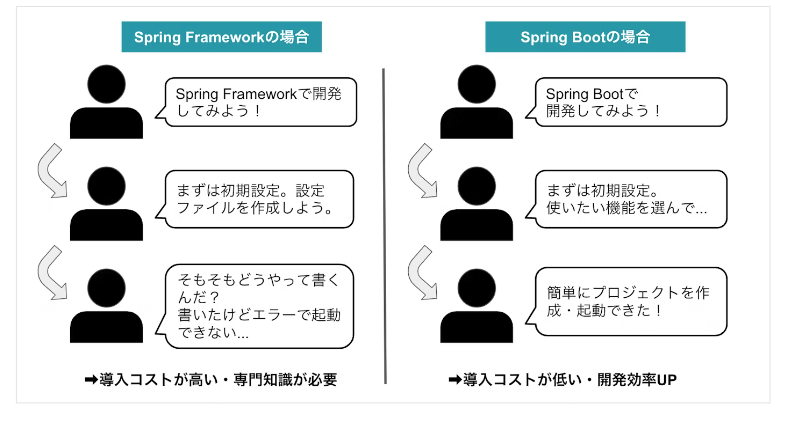 Spring Frameworkの場合
Spring Frameworkで開発
してみよう！
まずは初期設定。設定
ファイルを作成しよう。
そもそもどうやって書く
んだ？
書いたけどエラーで起動
できない...
➡導入コストが高い・専門知識が必要
Spring Bootの場合
Spring Bootで
開発してみよう！
まずは初期設定。
使いたい機能を選んで...
簡単にプロジェクトを作
成・起動できた！
➡導入コストが低い・開発効率UP